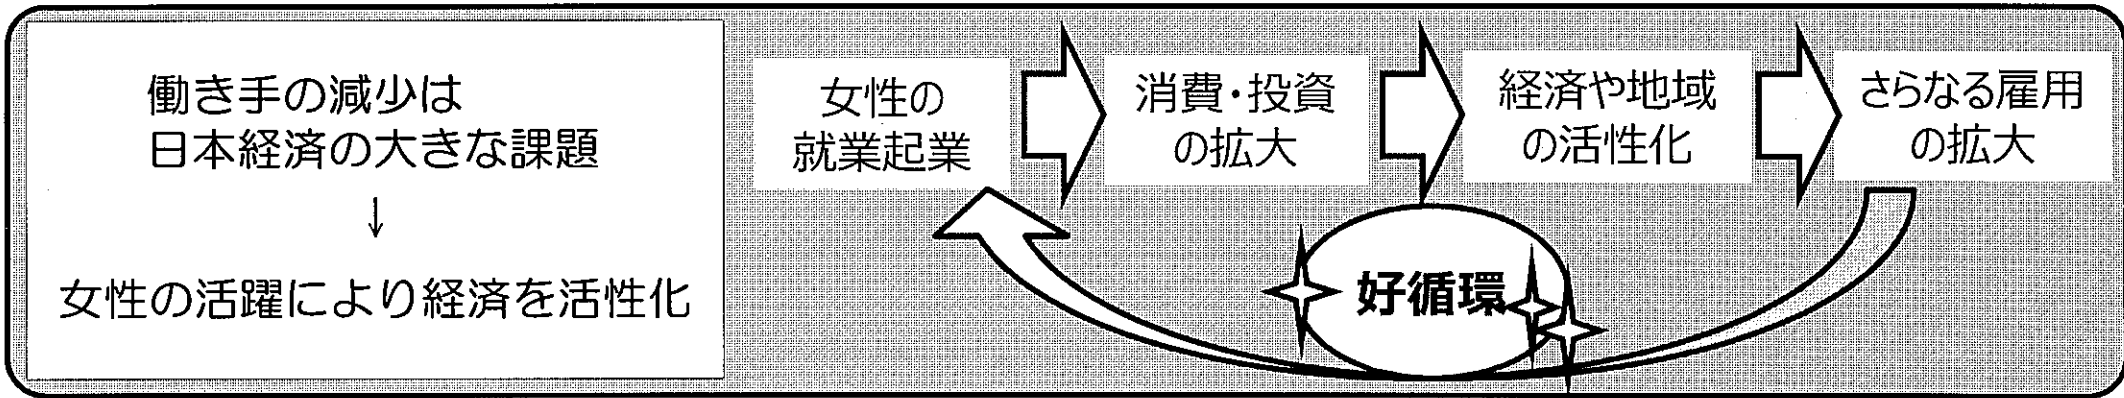 働き手の減少は
日本経済の大きな課題
↓
女性の活躍により経済を活性化
女性の
就業起業
消費・投資
の拡大
経済や地域
の活性化
さらなる雇用
の拡大
好循環